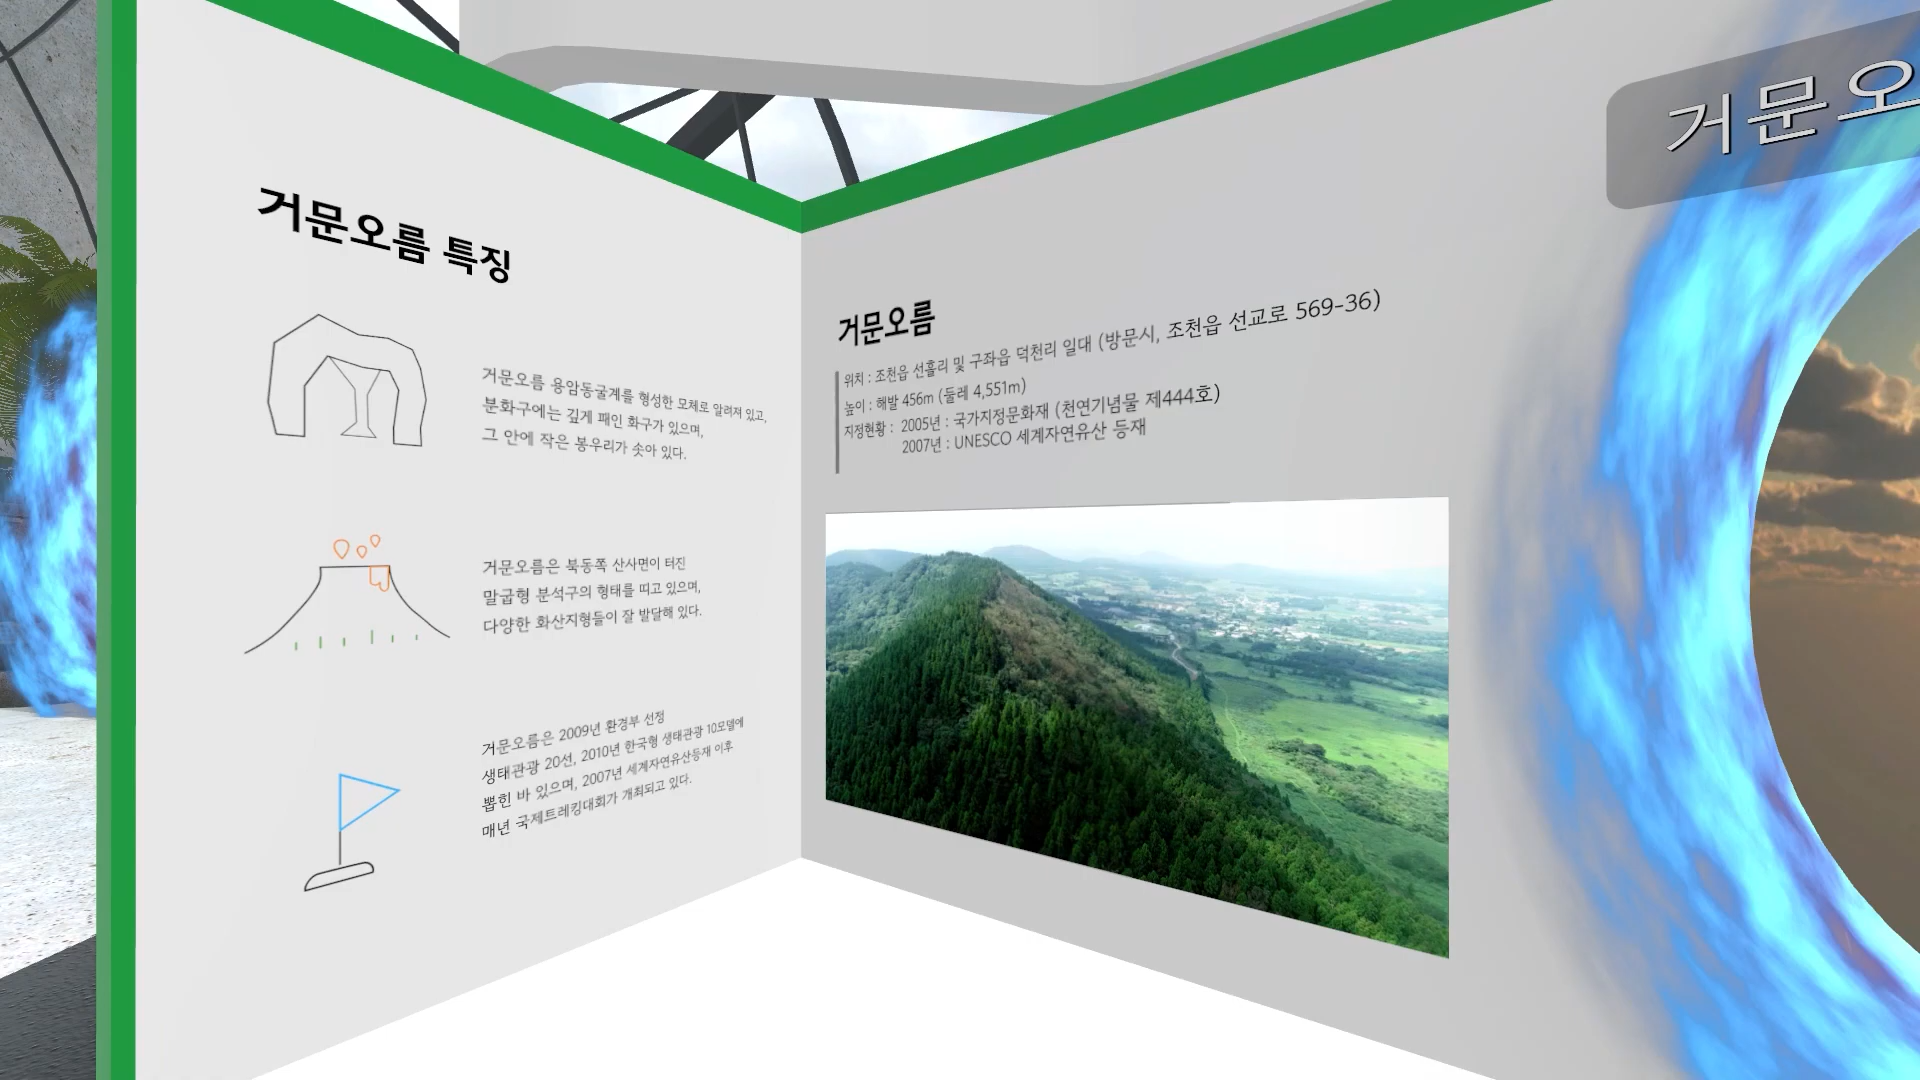 거문오름 특징
거문오름 용암동굴계를 형성한 모체로 알려져 있고,
분화구에는 깊게 패인 화구가 있으며,
그 안에 작은 봉우리가 솟아 있다.
거문오름은 북동쪽 산사면이 터진
말굽형 분석구의 형태를 띠고 있으며,
다양한 화산지형들이 잘 발달해 있다.
거문오름은 2009년 환경부 선정
생태관광 20선, 2010년 한국형 생태관광 10모델에
뽑힌 바 있으며, 2007년 세계자연유산등재 이후
매년 국제트레킹대회가 개최되고 있다.
거문오름
위치 : 조천읍 선흘리 및 구좌읍 덕천리 일대 (방문시, 조천읍 선교로 569-36)
높이 : 해발 456m (둘레 4,551m)
지정현황 : 2005년 : 국가지정문화재 (천연기념물 제444호)
2007년 : UNESCO 세계자연유산 등재
거문오